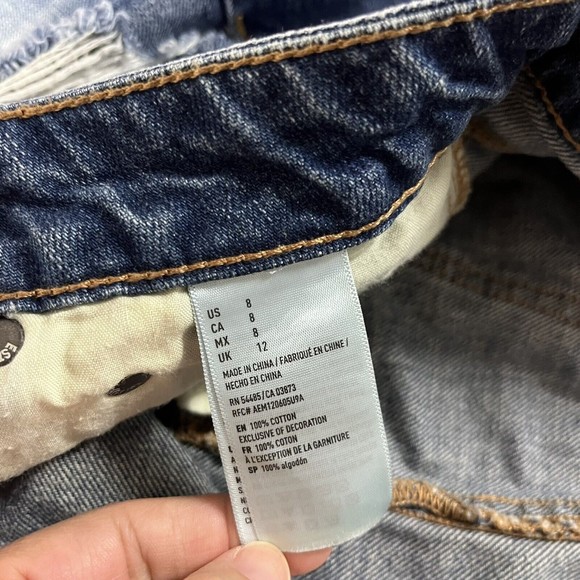 US 8
CA 8
MX 8
UK 12
MADE IN CHINA / FABRIQUÉ EN CHINE /
HECHO EN CHINA
RN 54485 / CA 03873
RFC# AEM120605U9A
EN 100% COTTON
EXCLUSIVE OF DECORATION
FR 100% COTON
À L'EXCEPTION DE LA GARNITURE
SP 100% algodón